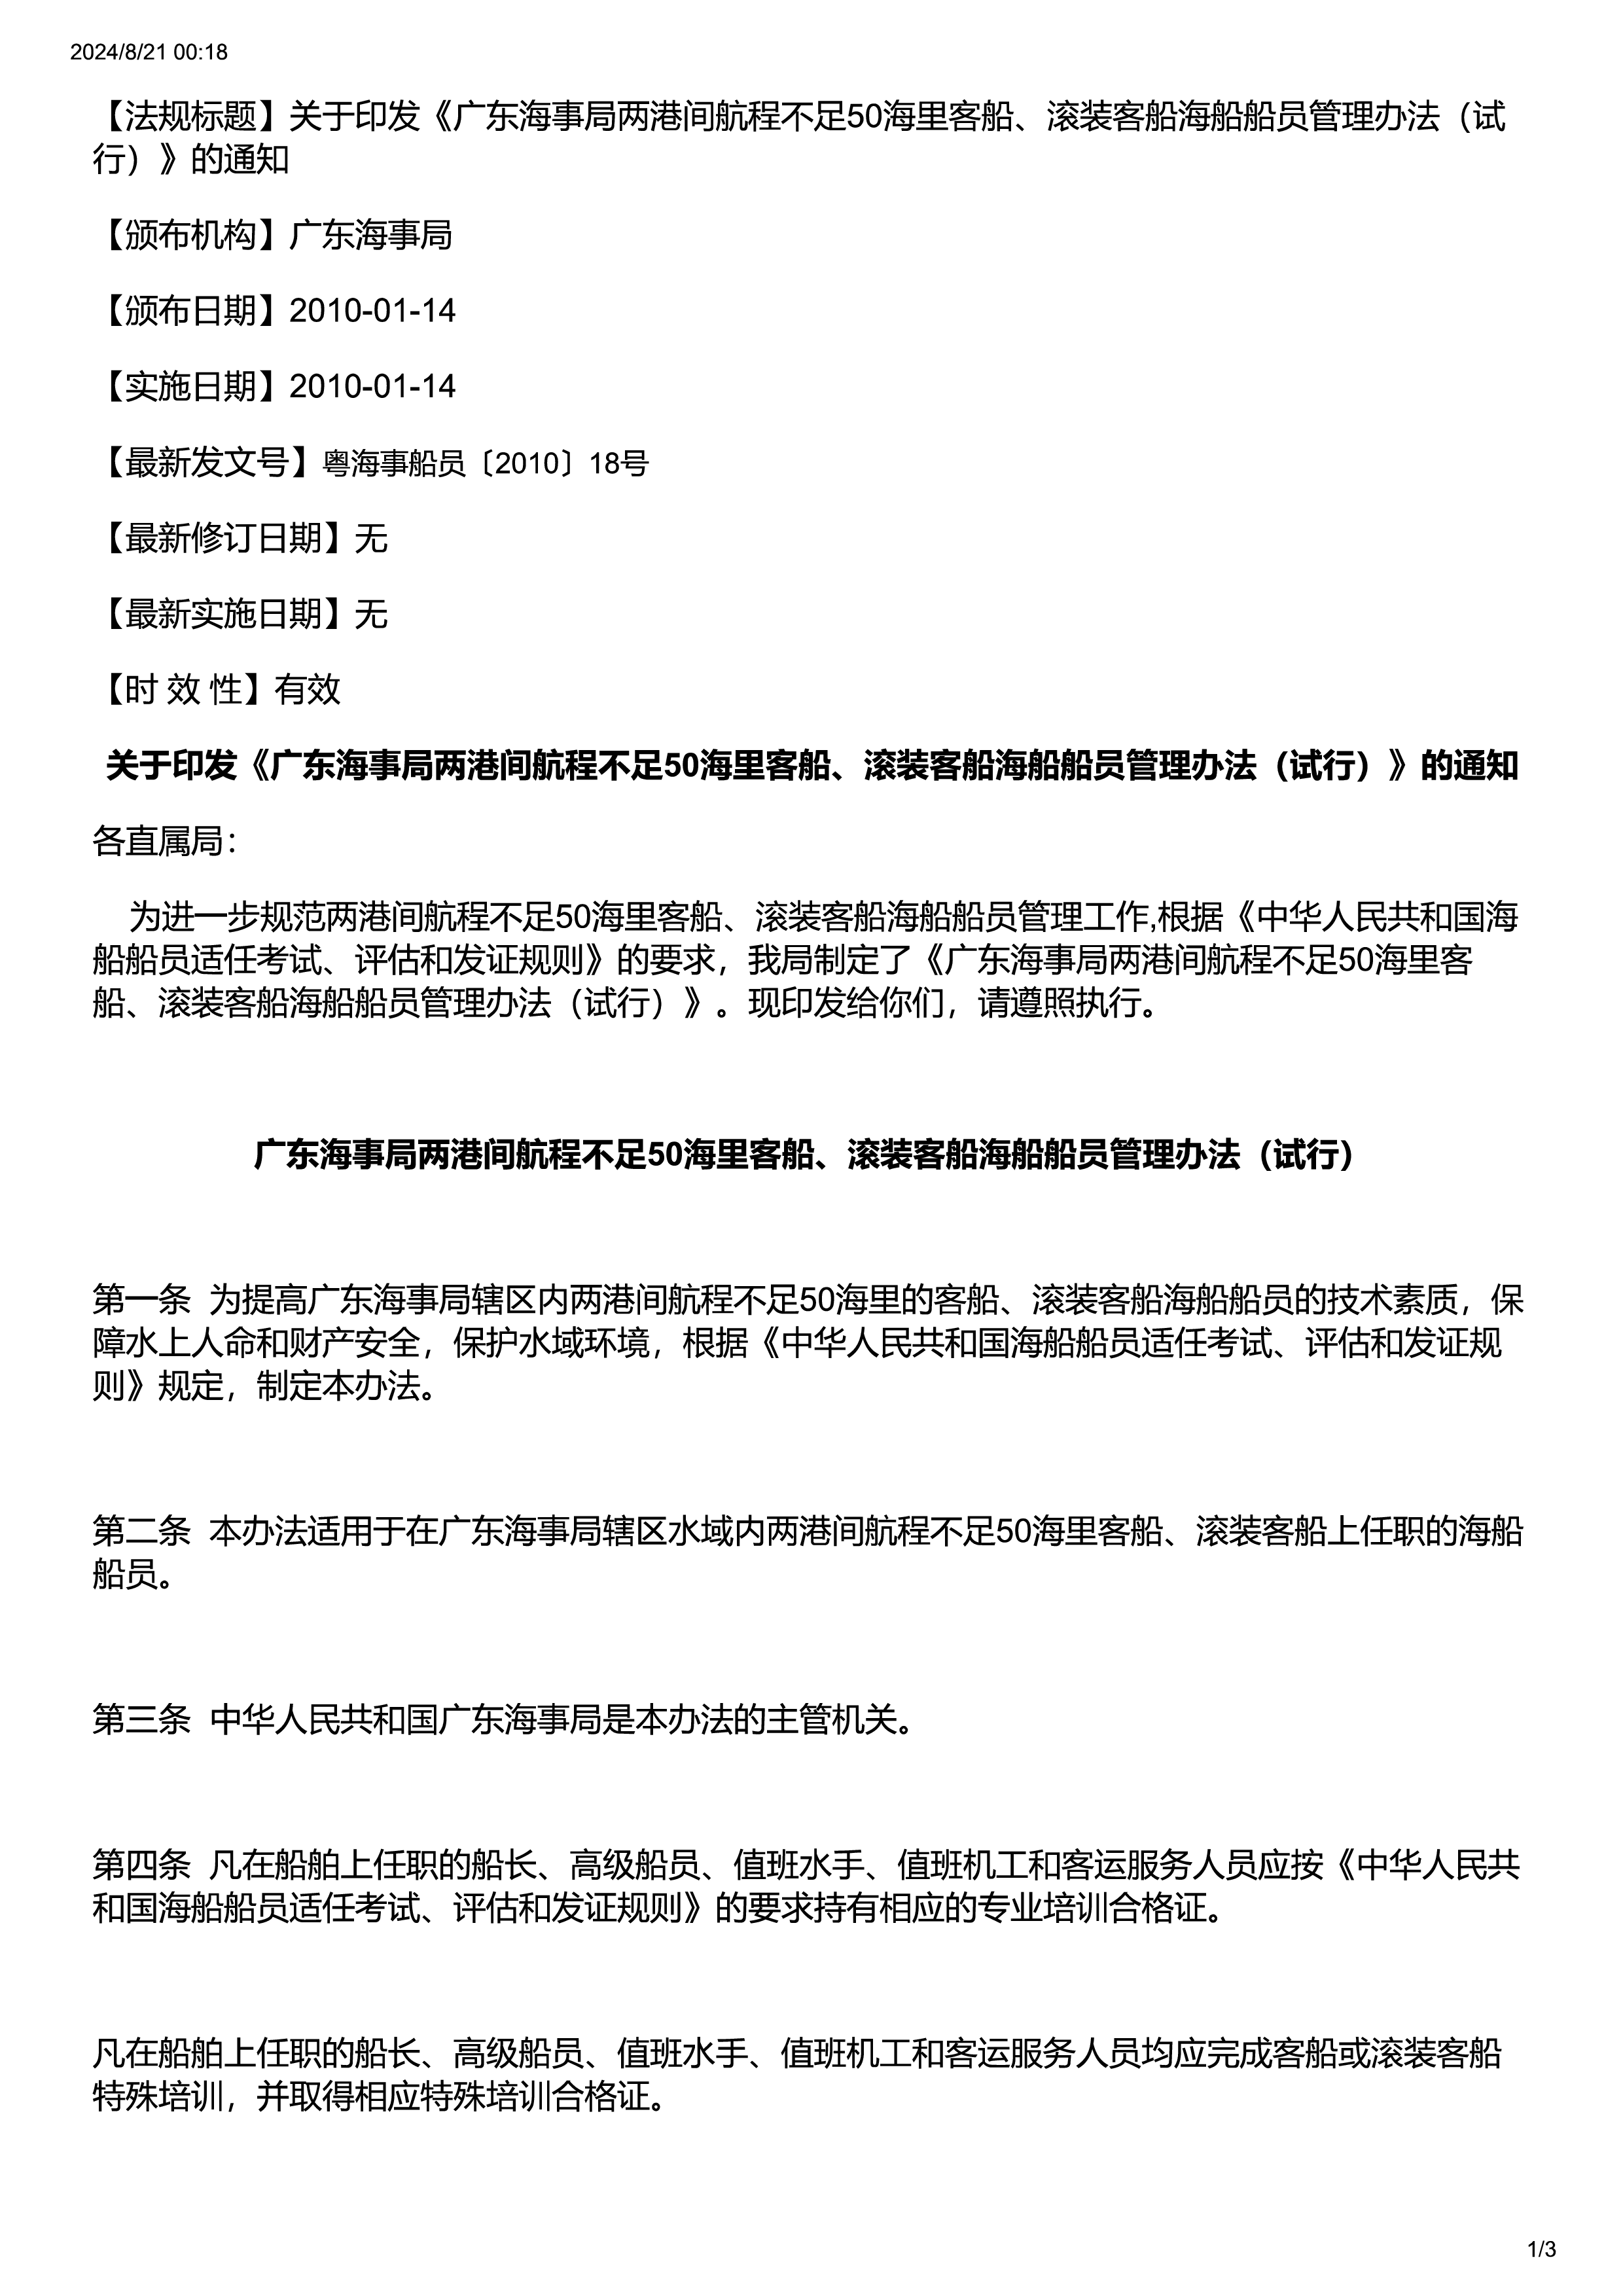 2024/8/21 00:18
【法规标题】关于印发《广东海事局两港间航程不足50海里客船、滚装客船海船船员管理办法（试
行）》的通知
【颁布机构】广东海事局
【颁布日期】2010-01-14
【实施日期】2010-01-14
【最新发文号】粤海事船员〔2010〕18号
【最新修订日期】无
【最新实施日期】无
【时 效 性】有效
关于印发《广东海事局两港间航程不足50海里客船、滚装客船海船船员管理办法（试行）》的通知
各直属局：
为进一步规范两港间航程不足50海里客船、滚装客船海船船员管理工作,根据《中华人民共和国海
船船员适任考试、评估和发证规则》的要求，我局制定了《广东海事局两港间航程不足50海里客
船、滚装客船海船船员管理办法（试行）》。现印发给你们，请遵照执行。
广东海事局两港间航程不足50海里客船、滚装客船海船船员管理办法（试行）
第一条 为提高广东海事局辖区内两港间航程不足50海里的客船、滚装客船海船船员的技术素质，保
障水上人命和财产安全，保护水域环境，根据《中华人民共和国海船船员适任考试、评估和发证规
则》规定，制定本办法。
第二条 本办法适用于在广东海事局辖区水域内两港间航程不足50海里客船、滚装客船上任职的海船
船员。
第三条 中华人民共和国广东海事局是本办法的主管机关。
第四条 凡在船舶上任职的船长、高级船员、值班水手、值班机工和客运服务人员应按《中华人民共
和国海船船员适任考试、评估和发证规则》的要求持有相应的专业培训合格证。
凡在船舶上任职的船长、高级船员、值班水手、值班机工和客运服务人员均应完成客船或滚装客船
特殊培训，并取得相应特殊培训合格证。
1/3